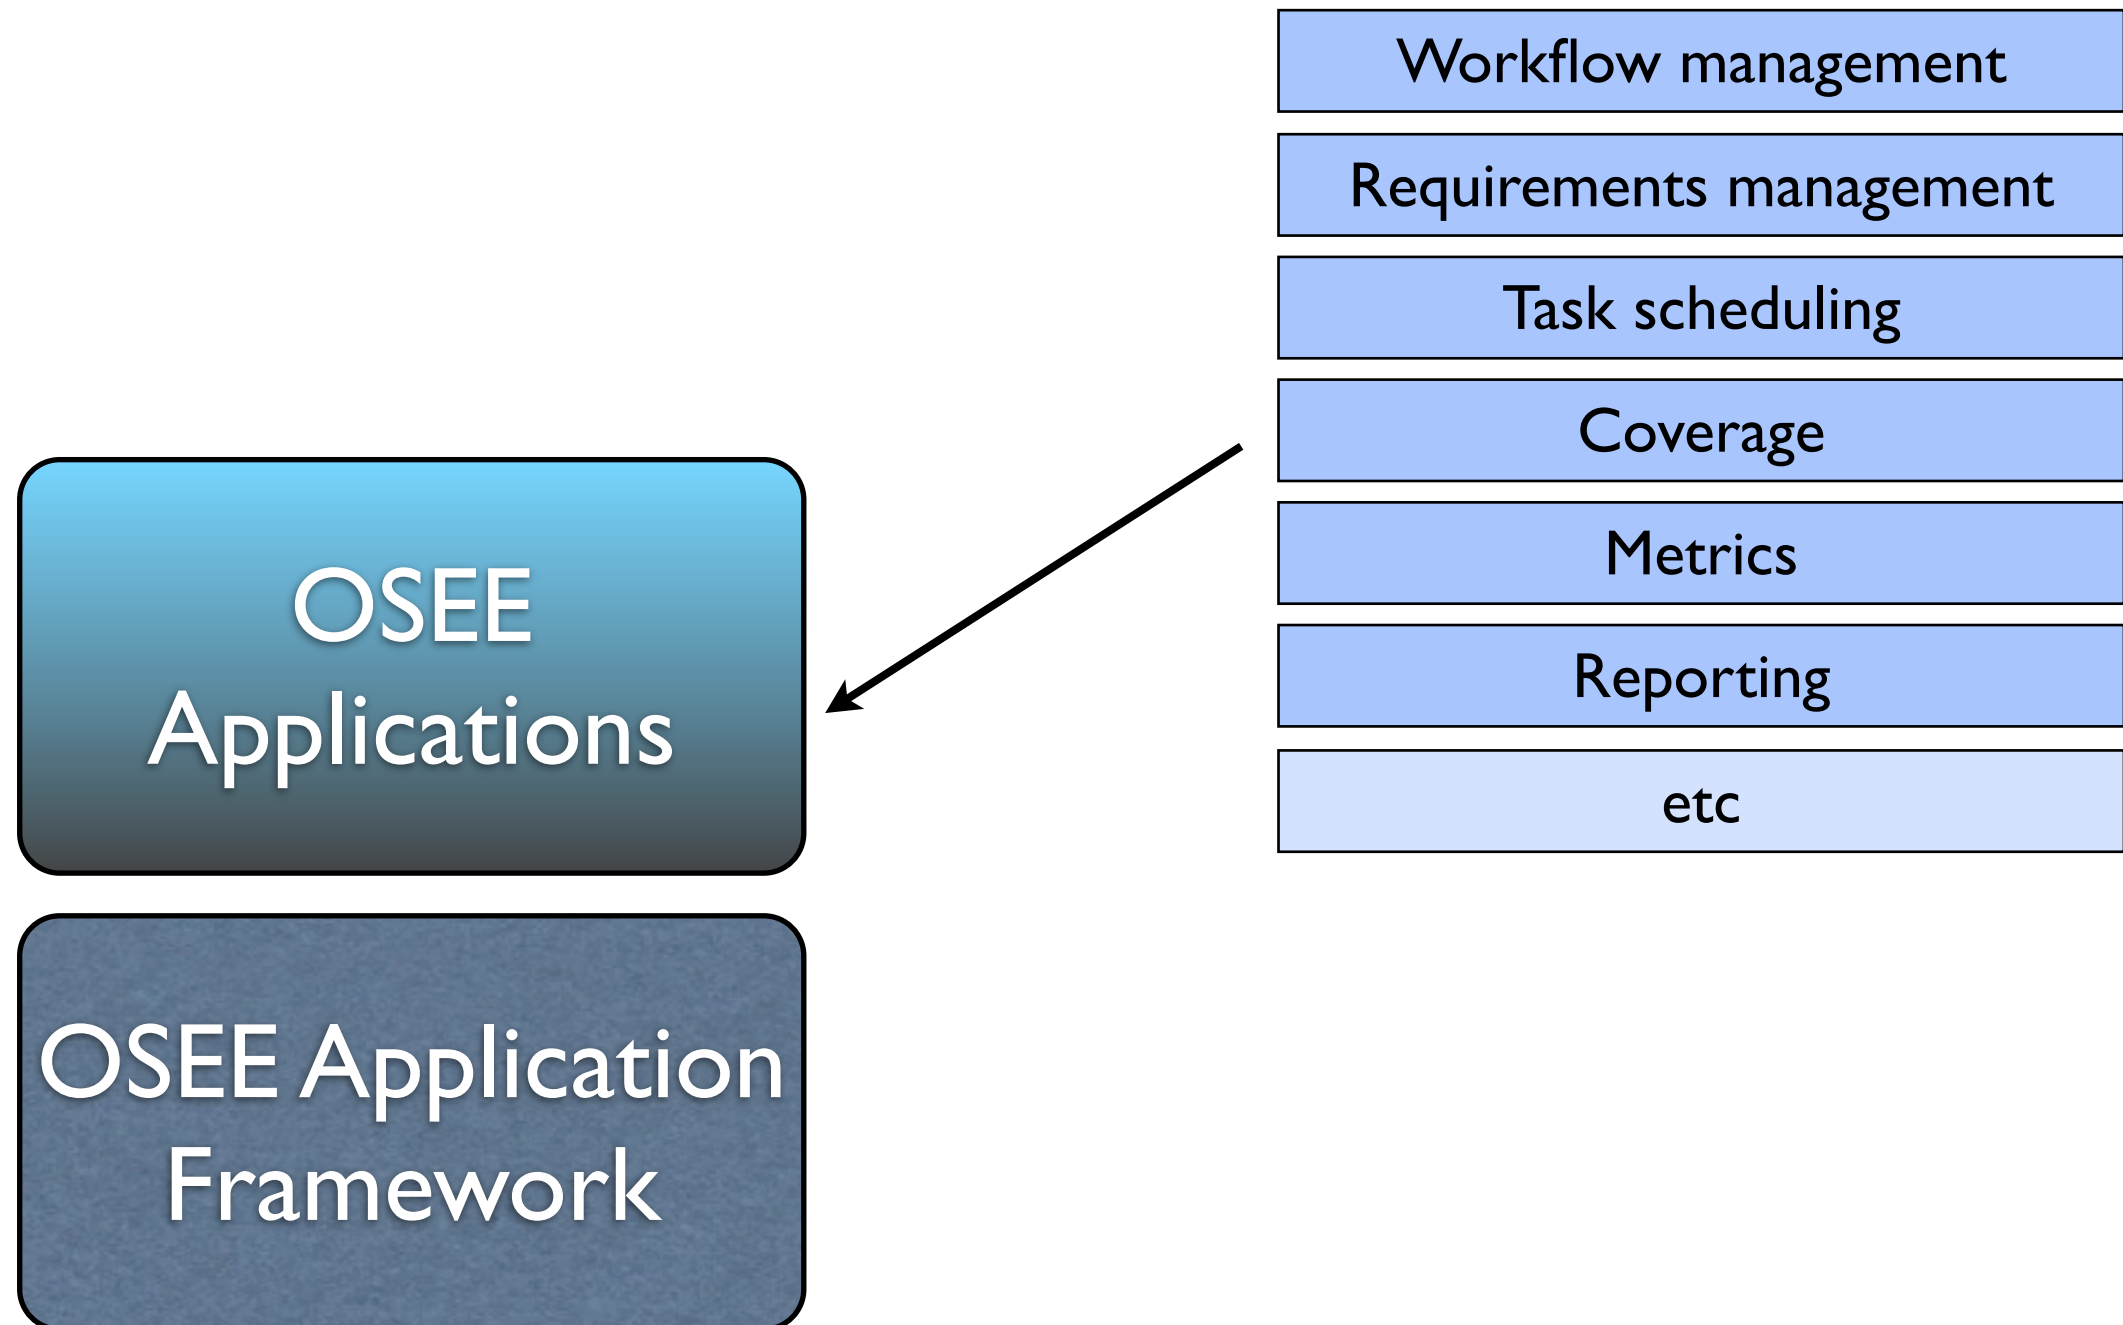 Workflow management
Requirements management
Task scheduling
Coverage
Metrics
Reporting
etc
OSEE
Applications
OSEE Application
Framework